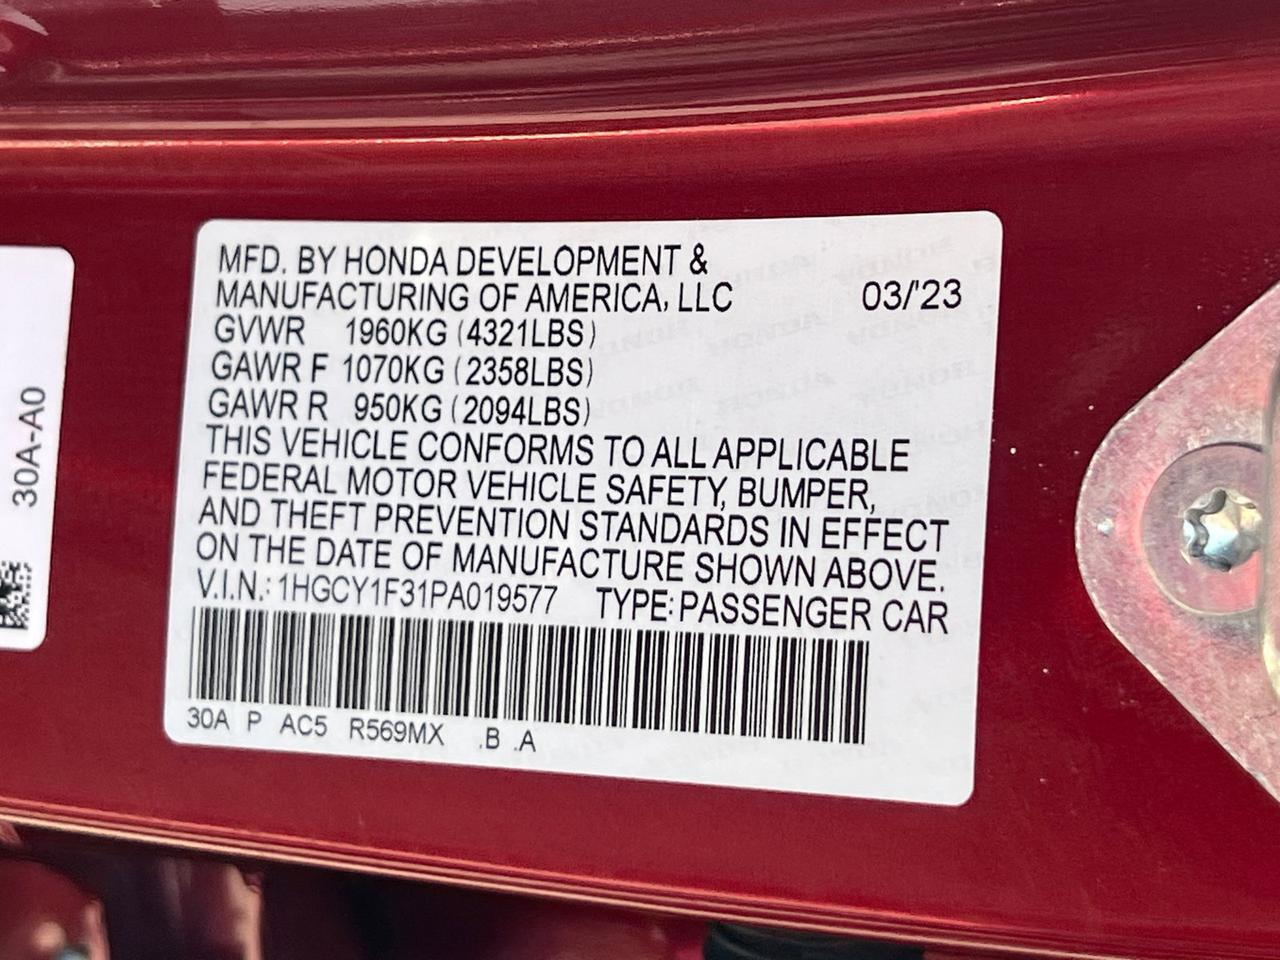 MFD. BY HONDA DEVELOPMENT &
MANUFACTURING OF AMERICA, LLC 03/'23
GVWR 1960KG (4321LBS)
GAWR F 1070KG (2358LBS)
GAWR R 950KG (2094LBS)
THIS VEHICLE CONFORMS TO ALL APPLICABLE
FEDERAL MOTOR VEHICLE SAFETY, BUMPER,
AND THEFT PREVENTION STANDARDS IN EFFECT
ON THE DATE OF MANUFACTURE SHOWN ABOVE.
V.I.N.: 1HGCY1F31PA019577 TYPE: PASSENGER CAR
30A P AC5 R569MX .B .A
30A-A0